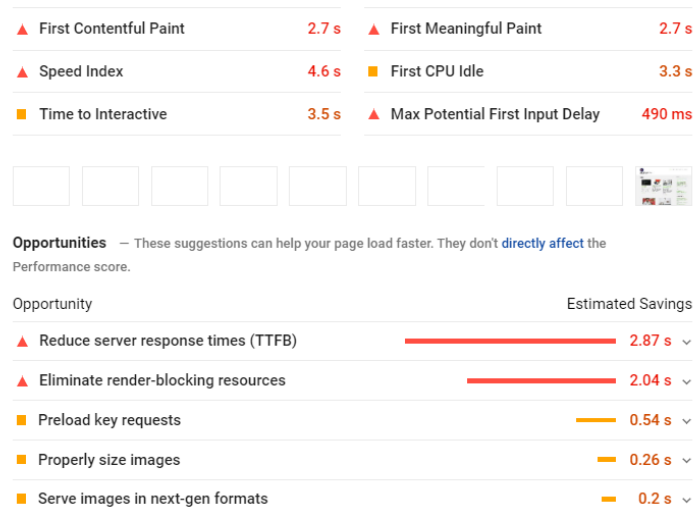 First Contentful Paint 2.7 s
First Meaningful Paint 2.7 s
Speed Index 4.6 s
First CPU Idle 3.3 s
Time to Interactive 3.5 s
Max Potential First Input Delay 490 ms
Opportunities — These suggestions can help your page load faster. They don't directly affect the
Performance score.
Opportunity Estimated Savings
Reduce server response times (TTFB) 2.87 s
Eliminate render-blocking resources 2.04 s
Preload key requests 0.54 s
Properly size images 0.26 s
Serve images in next-gen formats 0.2 s